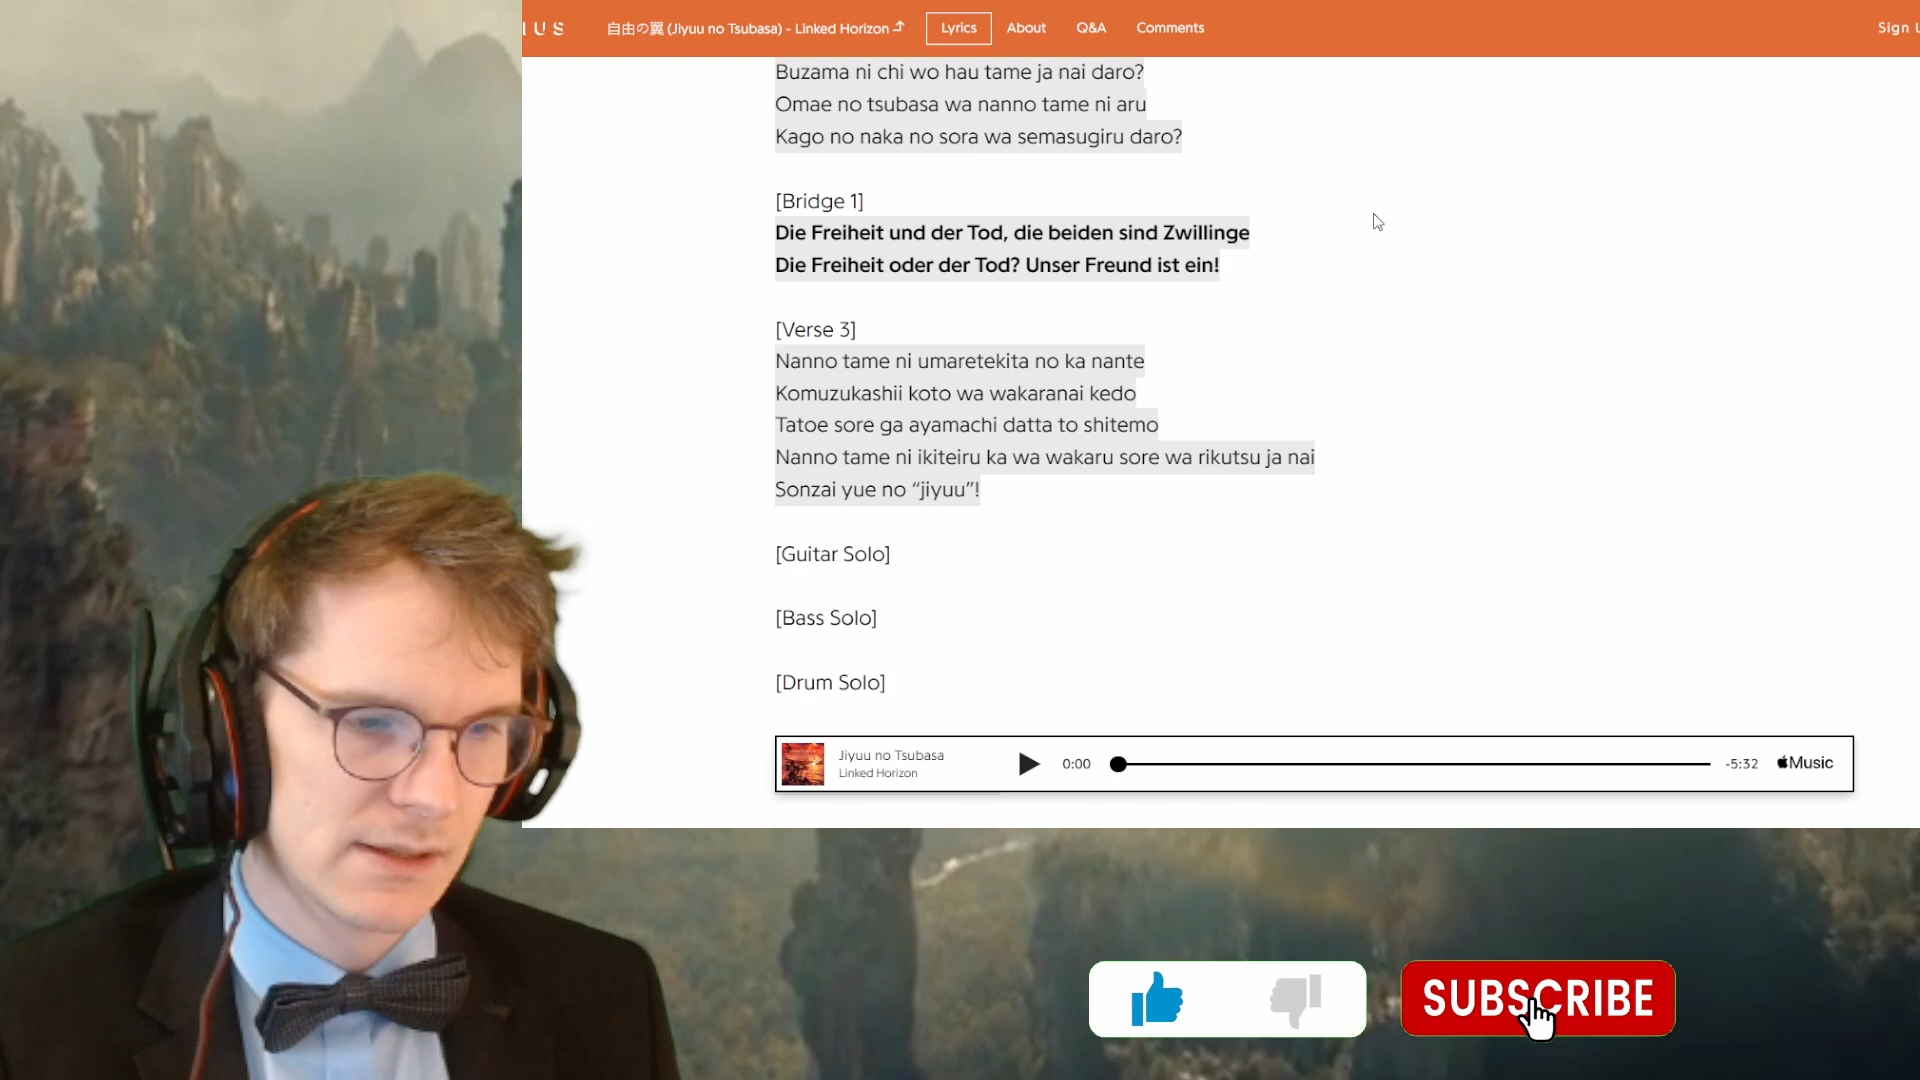 IUS
自由の翼 (Jiyuu no Tsubasa) - Linked Horizon
Lyrics
About
Q&A
Comments
Sign U
Buzama ni chi wo hau tame ja nai daro?
Omae no tsubasa wa nanno tame ni aru
Kago no naka no sora wa semasugiru daro?
[Bridge 1]
Die Freiheit und der Tod, die beiden sind Zwillinge
Die Freiheit oder der Tod? Unser Freund ist ein!
[Verse 3]
Nanno tame ni umaretekita no ka nante
Komuzukashii koto wa wakaranai kedo
Tatoe sore ga ayamachi datta to shitemo
Nanno tame ni ikiteiru ka wa wakaru sore wa rikutsu ja nai
Sonzai yue no “jiyuu”!
[Guitar Solo]
[Bass Solo]
[Drum Solo]
Jiyuu no Tsubasa
Linked Horizon
0:00
-5:32
Music
SUBSCRIBE